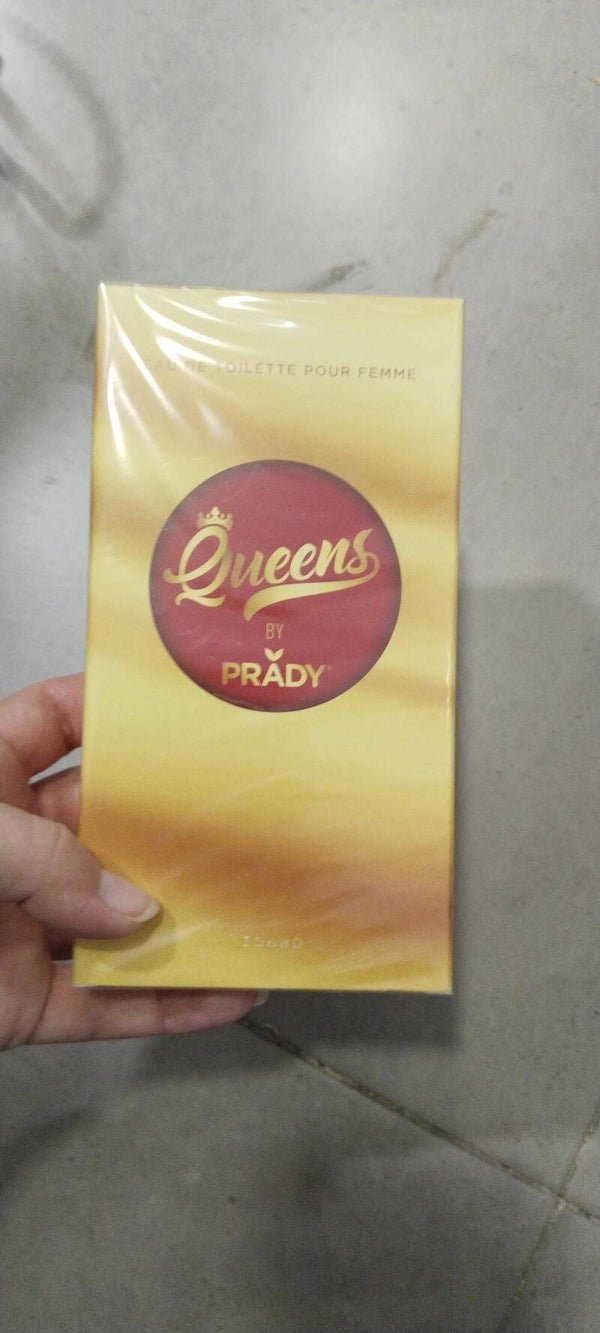 EAU DE TOILETTE POUR FEMME
Queens
BY
PRADY